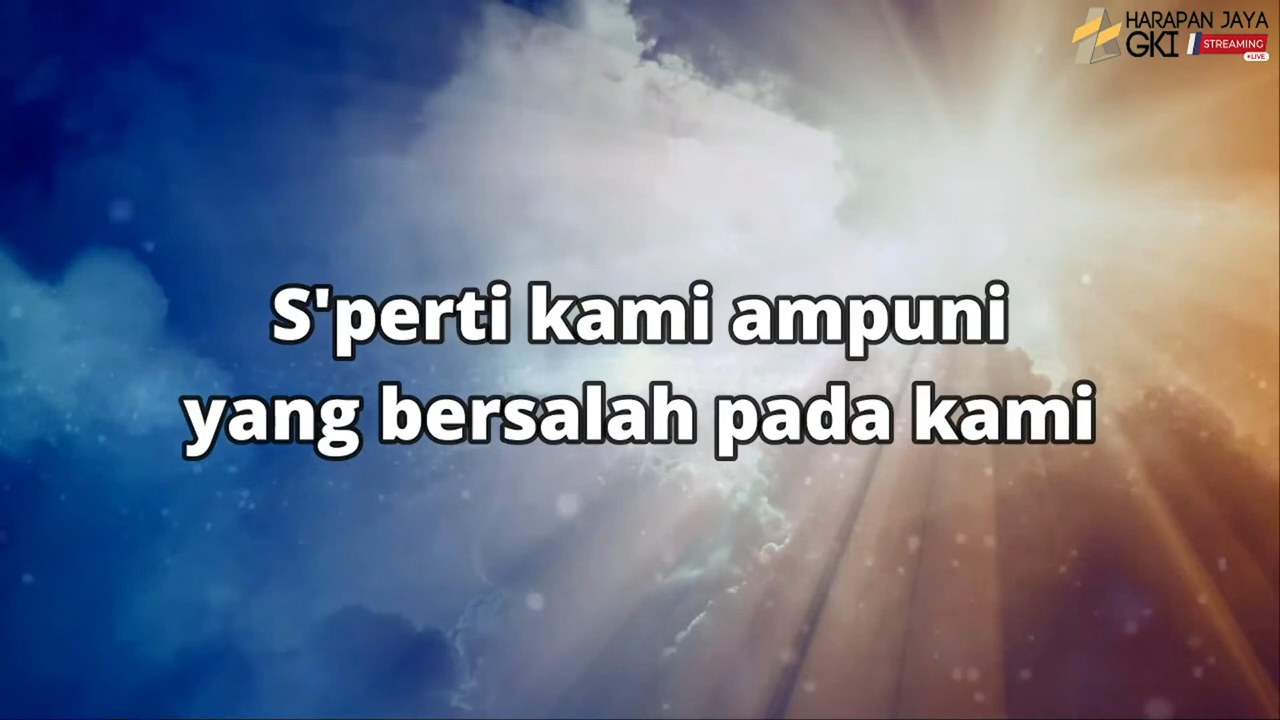 HARAPAN JAYA
GKI STREAMING
LIVE
S'perti kami ampuni
yang bersalah pada kami